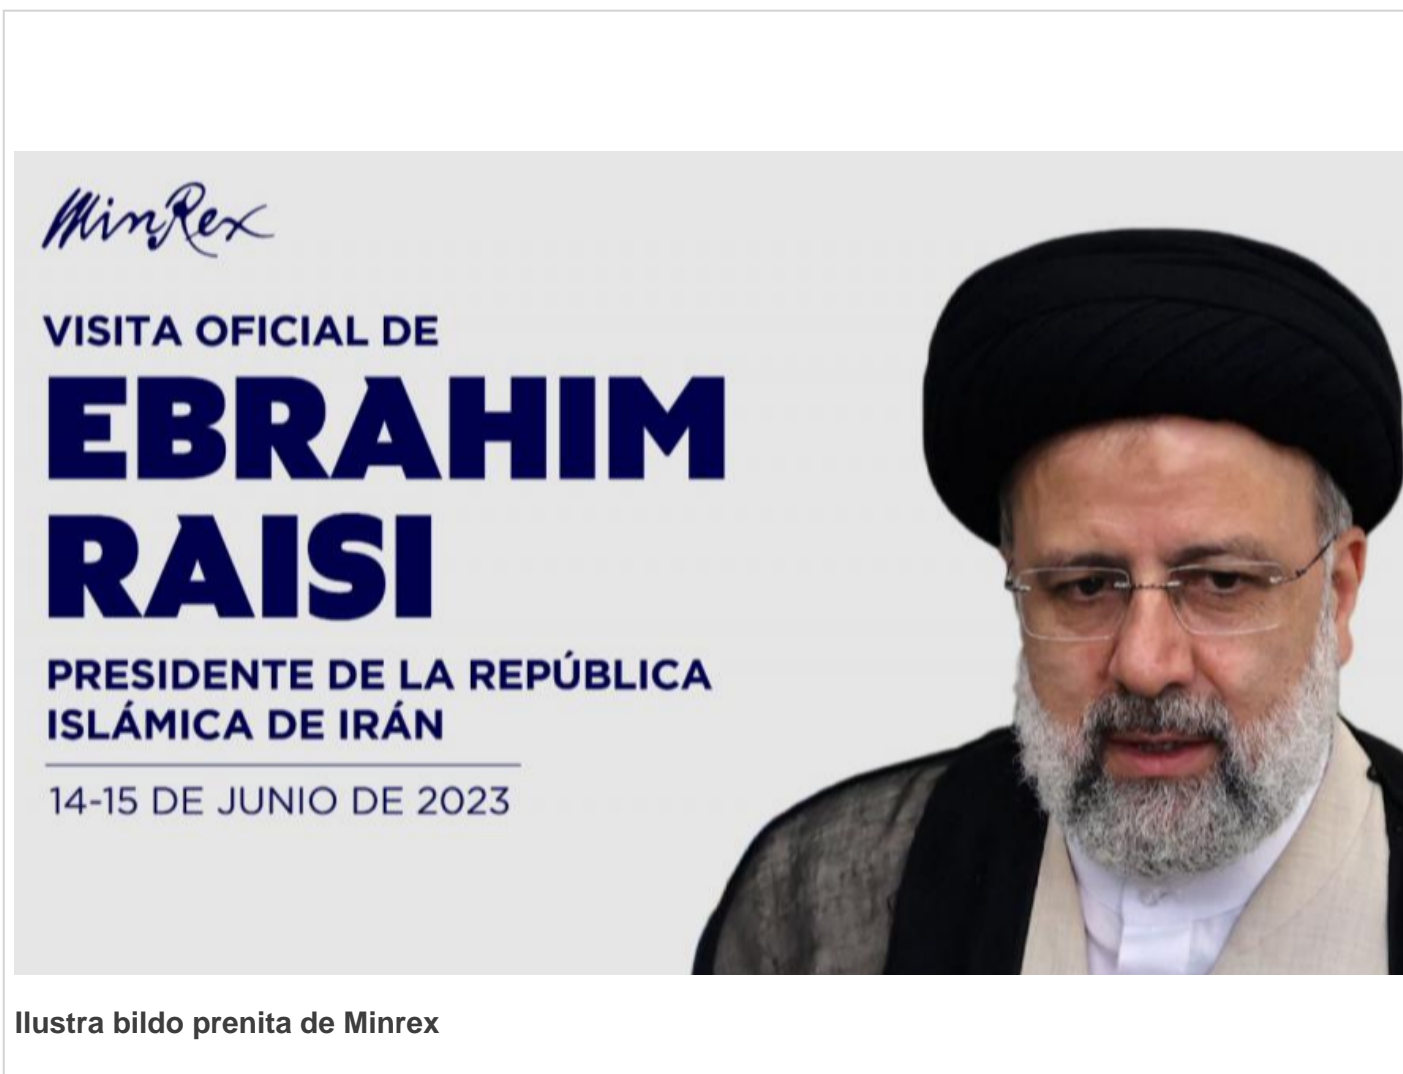 MinRex
VISITA OFICIAL DE
EBRAHIM
RAISI
PRESIDENTE DE LA REPÚBLICA
ISLÁMICA DE IRÁN
14-15 DE JUNIO DE 2023
Ilustra bildo prenita de Minrex